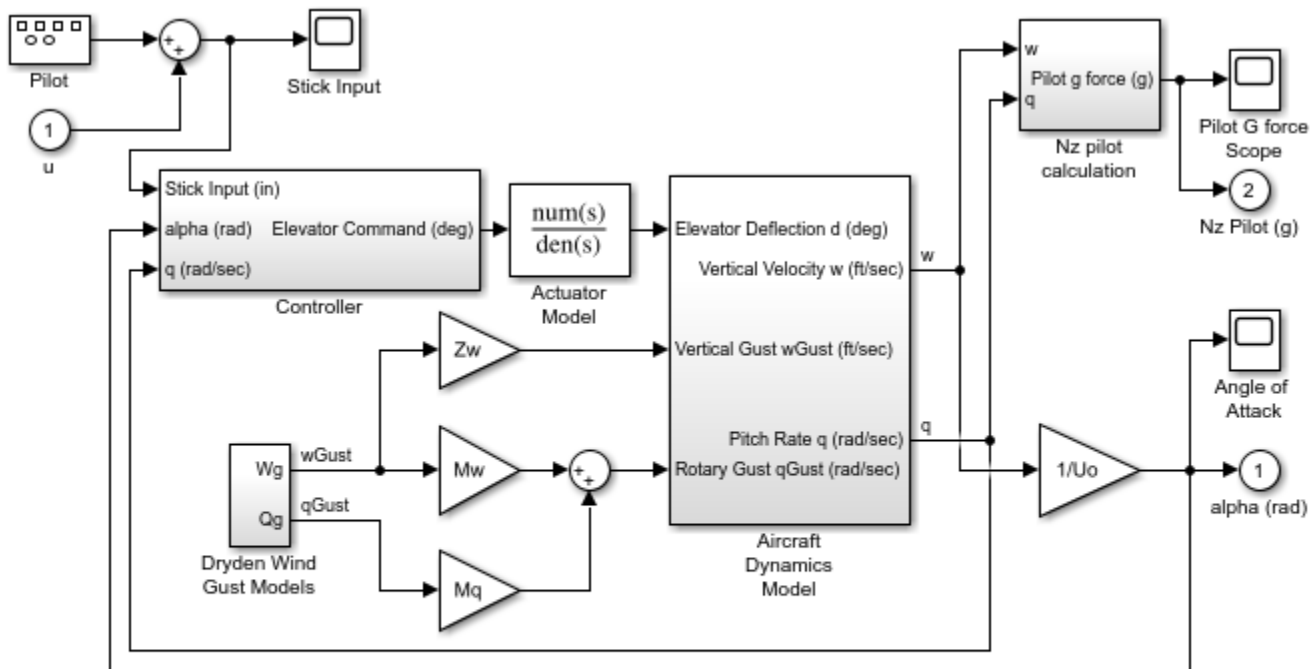 Pilot
+
+
Stick Input
1
u
Stick Input (in)
alpha (rad)
q (rad/sec)
Elevator Command (deg)
Controller
num(s)
den(s)
Actuator
Model
Elevator Deflection d (deg)
Vertical Velocity w (ft/sec)
Vertical Gust wGust (ft/sec)
Pitch Rate q (rad/sec)
Rotary Gust qGust (rad/sec)
Aircraft
Dynamics
Model
w
q
w
Pilot g force (g)
q
Nz pilot
calculation
Pilot G force
Scope
2
Nz Pilot (g)
Angle of
Attack
1/Uo
1
alpha (rad)
Zw
Mw
Mq
+
+
Wg
Qg
wGust
qGust
Dryden Wind
Gust Models